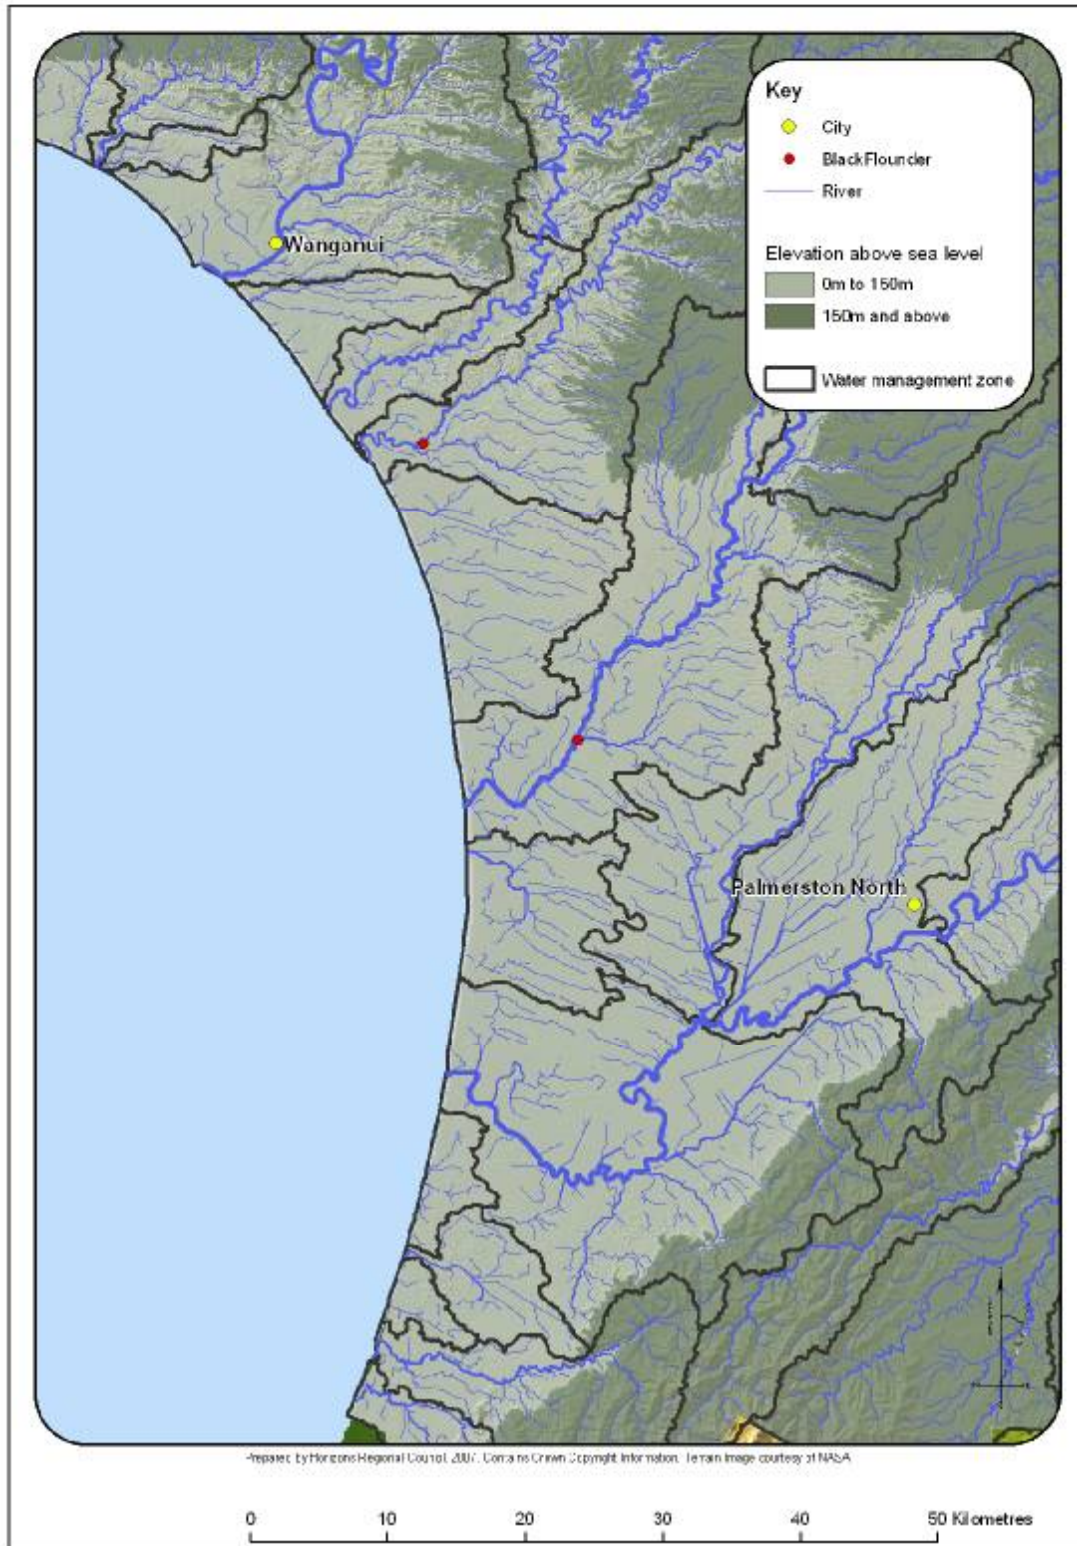 Key
City
BlackFlounder
River
Elevation above sea level
0m to 150m
150m and above
Water management zone
Wanganui
Palmerston North
Prepared by Horizons Regional Council, 2007. Contains Crown Copyright Information. Terrain Image courtesy of NASA
0 10 20 30 40 50 Kilometres